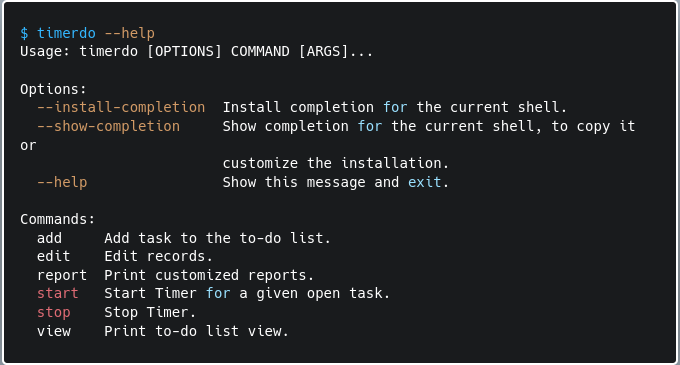 $ timerdo --help
Usage: timerdo [OPTIONS] COMMAND [ARGS]...
Options:
  --install-completion  Install completion for the current shell.
  --show-completion     Show completion for the current shell, to copy it
or
                        customize the installation.
  --help                Show this message and exit.
Commands:
  add     Add task to the to-do list.
  edit    Edit records.
  report  Print customized reports.
  start   Start Timer for a given open task.
  stop    Stop Timer.
  view    Print to-do list view.